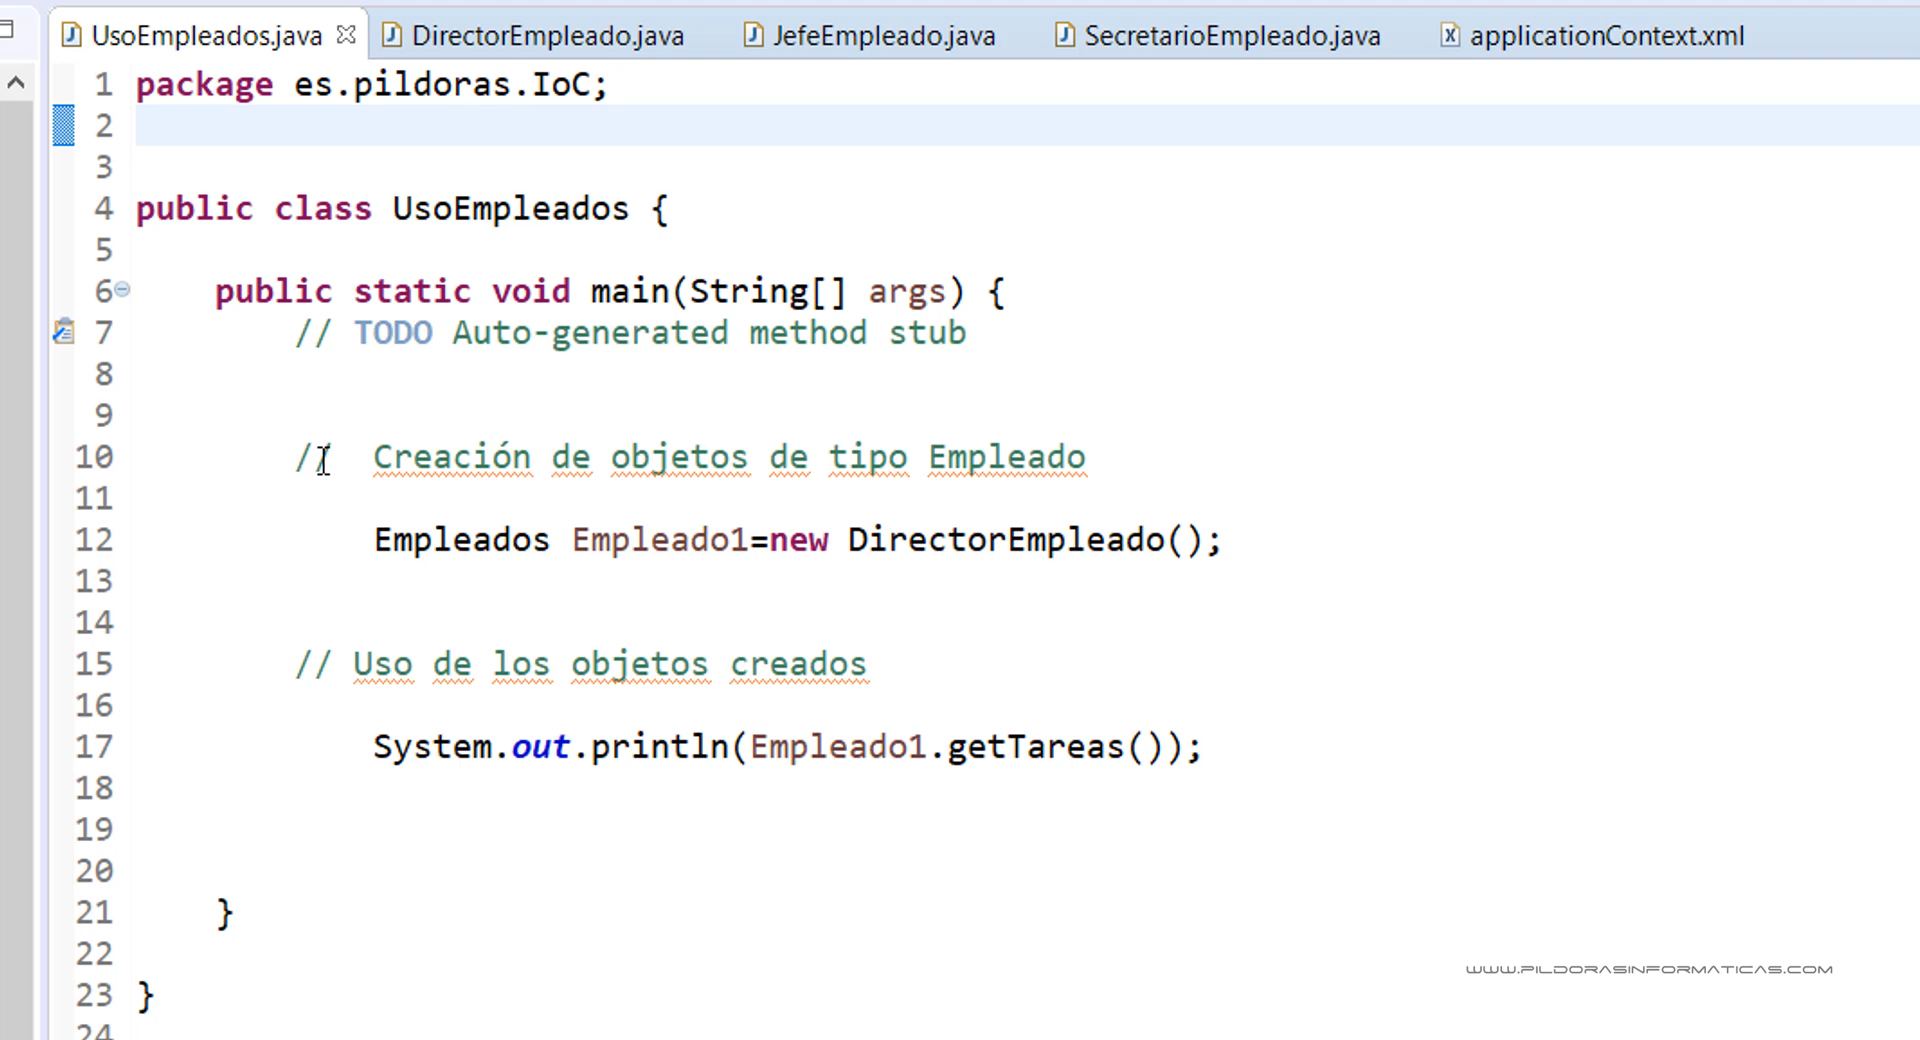 UsoEmpleados.java DirectorEmpleado.java JefeEmpleado.java SecretarioEmpleado.java applicationContext.xml
1 package es.pildoras.IoC;
2
3
4 public class UsoEmpleados {
5
6 public static void main(String[] args) {
7 // TODO Auto-generated method stub
8
9
10 // Creación de objetos de tipo Empleado
11
12 Empleados Empleado1=new DirectorEmpleado();
13
14
15 // Uso de los objetos creados
16
17 System.out.println(Empleado1.getTareas());
18
19
20
21 }
22
23 }
24
WWW.PILDORASINFORMATICAS.COM